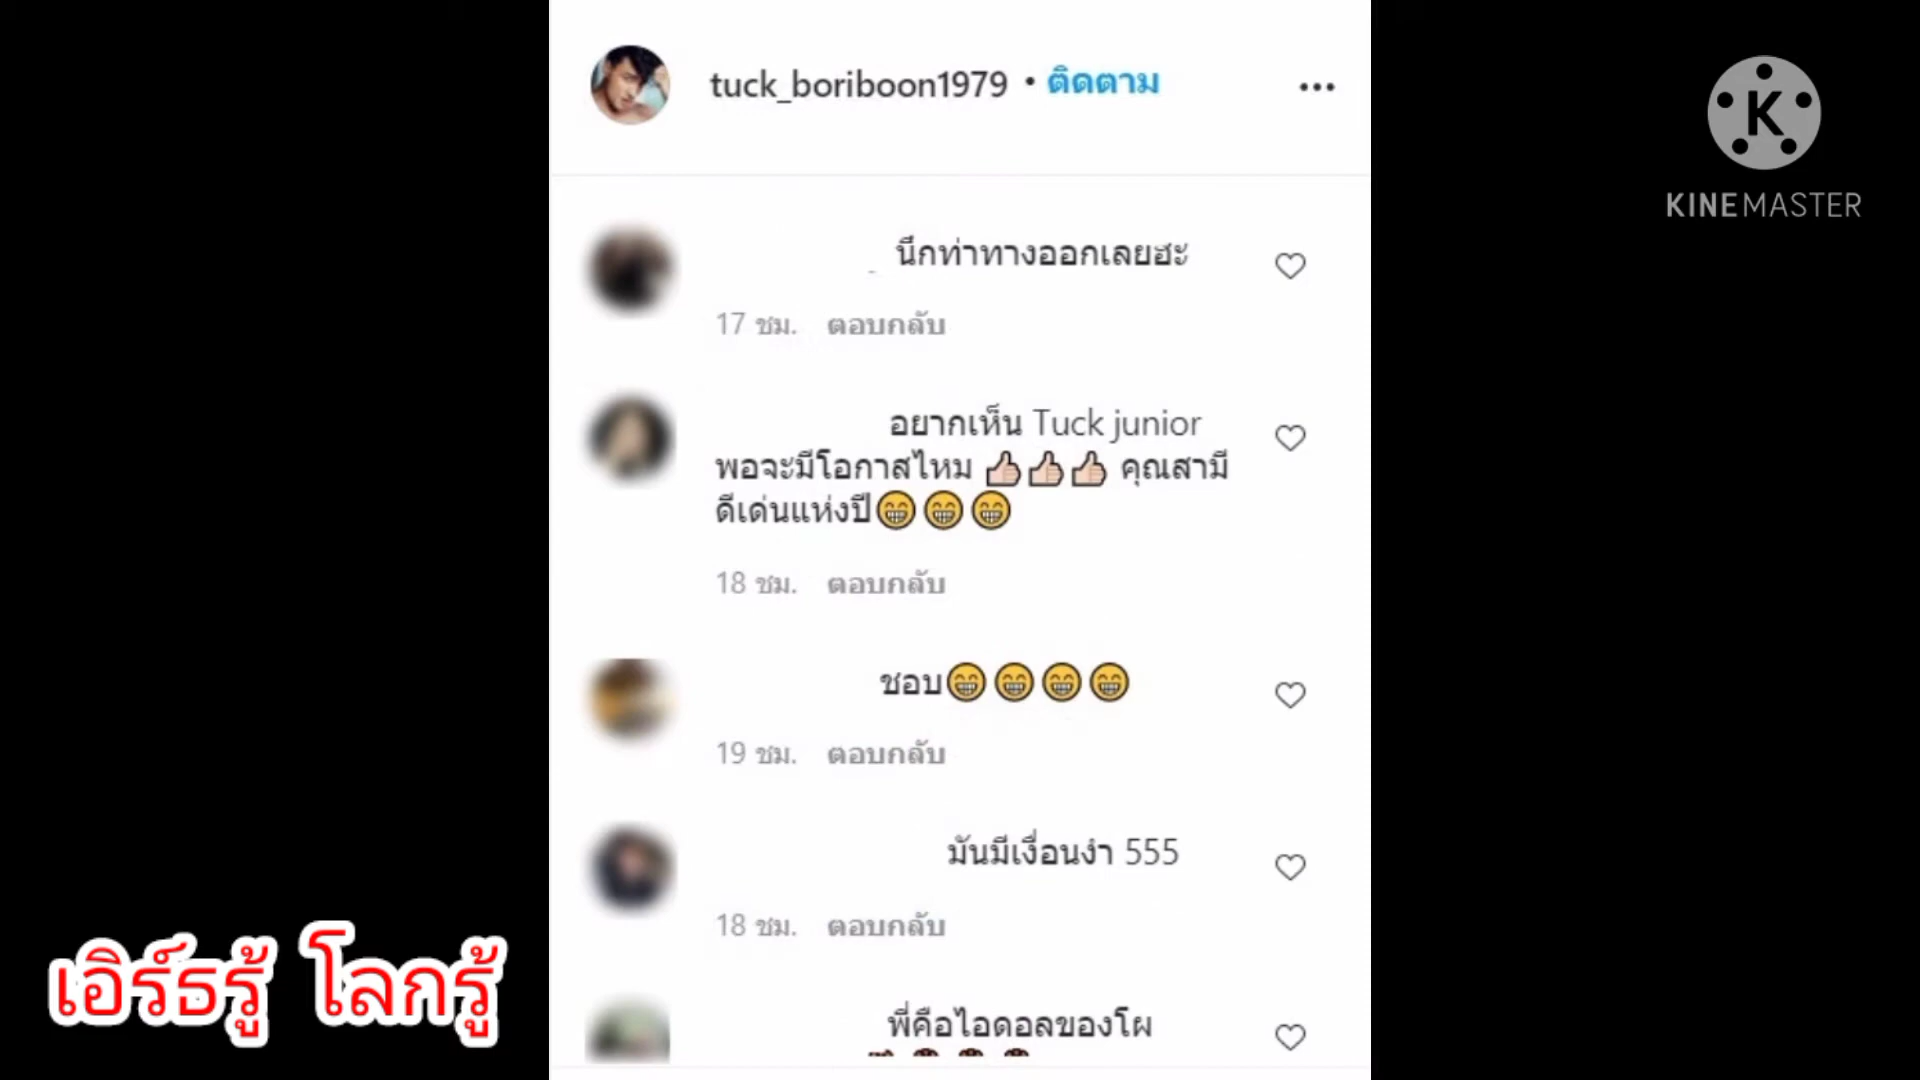 tuck_boriboon1979 • ติดตาม
KINEMASTER
นึกท่าทางออกเลยฮะ
17 ชม. ตอบกลับ
อยากเห็น Tuck junior
พอจะมีโอกาสไหม 👍🏻👍🏻👍🏻 คุณสามี
ดีเด่นแห่งปี😁😁😁
18 ชม. ตอบกลับ
ชอบ😁😁😁😁
19 ชม. ตอบกลับ
มันมีเงื่อนงำ 555
18 ชม. ตอบกลับ
พี่คือไอดอลของโผ
เอิร์ธรู้ โลกรู้